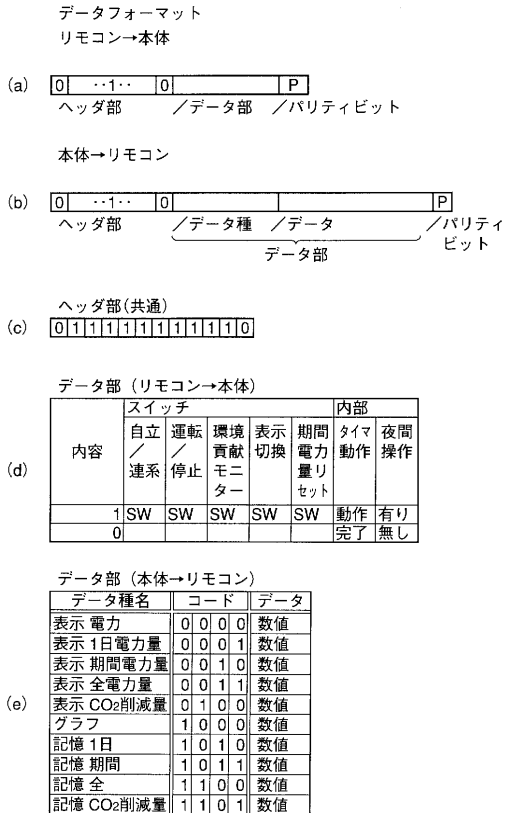 データフォーマット
リモコン→本体
(a) 0 ‥1‥ 0 P
ヘッダ部 /データ部 /パリティビット
本体→リモコン
(b) 0 ‥1‥ 0 P
ヘッダ部 /データ種 /データ /パリティ
ビット
データ部
ヘッダ部(共通)
(c) 0 1 1 1 1 1 1 1 1 1 1 0
データ部 (リモコン→本体)
(d)
内容 スイッチ 内部
自立/連系 運転/停止 環境貢献モニター 表示切換 期間電力量リセット タイマ動作 夜間操作
1 SW SW SW SW SW 動作 有り
0 完了 無し
データ部 (本体→リモコン)
(e)
データ種名 コード データ
表示 電力 0 0 0 0 数値
表示 1日電力量 0 0 0 1 数値
表示 期間電力量 0 0 1 0 数値
表示 全電力量 0 0 1 1 数値
表示 CO2削減量 0 1 0 0 数値
グラフ 1 0 0 0 数値
記憶 1日 1 0 1 0 数値
記憶 期間 1 0 1 1 数値
記憶 全 1 1 0 0 数値
記憶 CO2削減量 1 1 0 1 数値